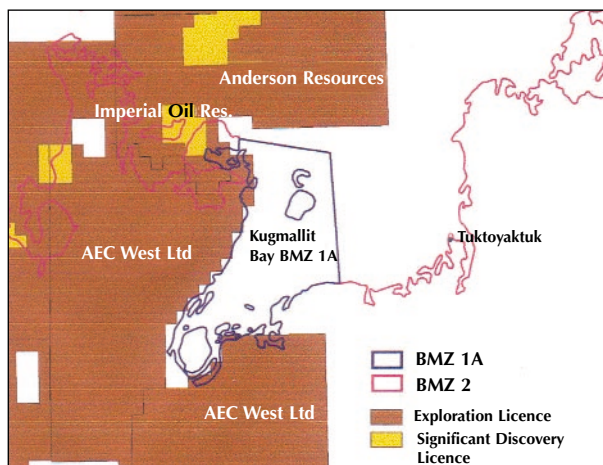 Anderson Resources
Imperial Oil Res.
Kugmallit
Bay BMZ 1A
Tuktoyaktuk
AEC West Ltd
AEC West Ltd
BMZ 1A
BMZ 2
Exploration Licence
Significant Discovery
Licence